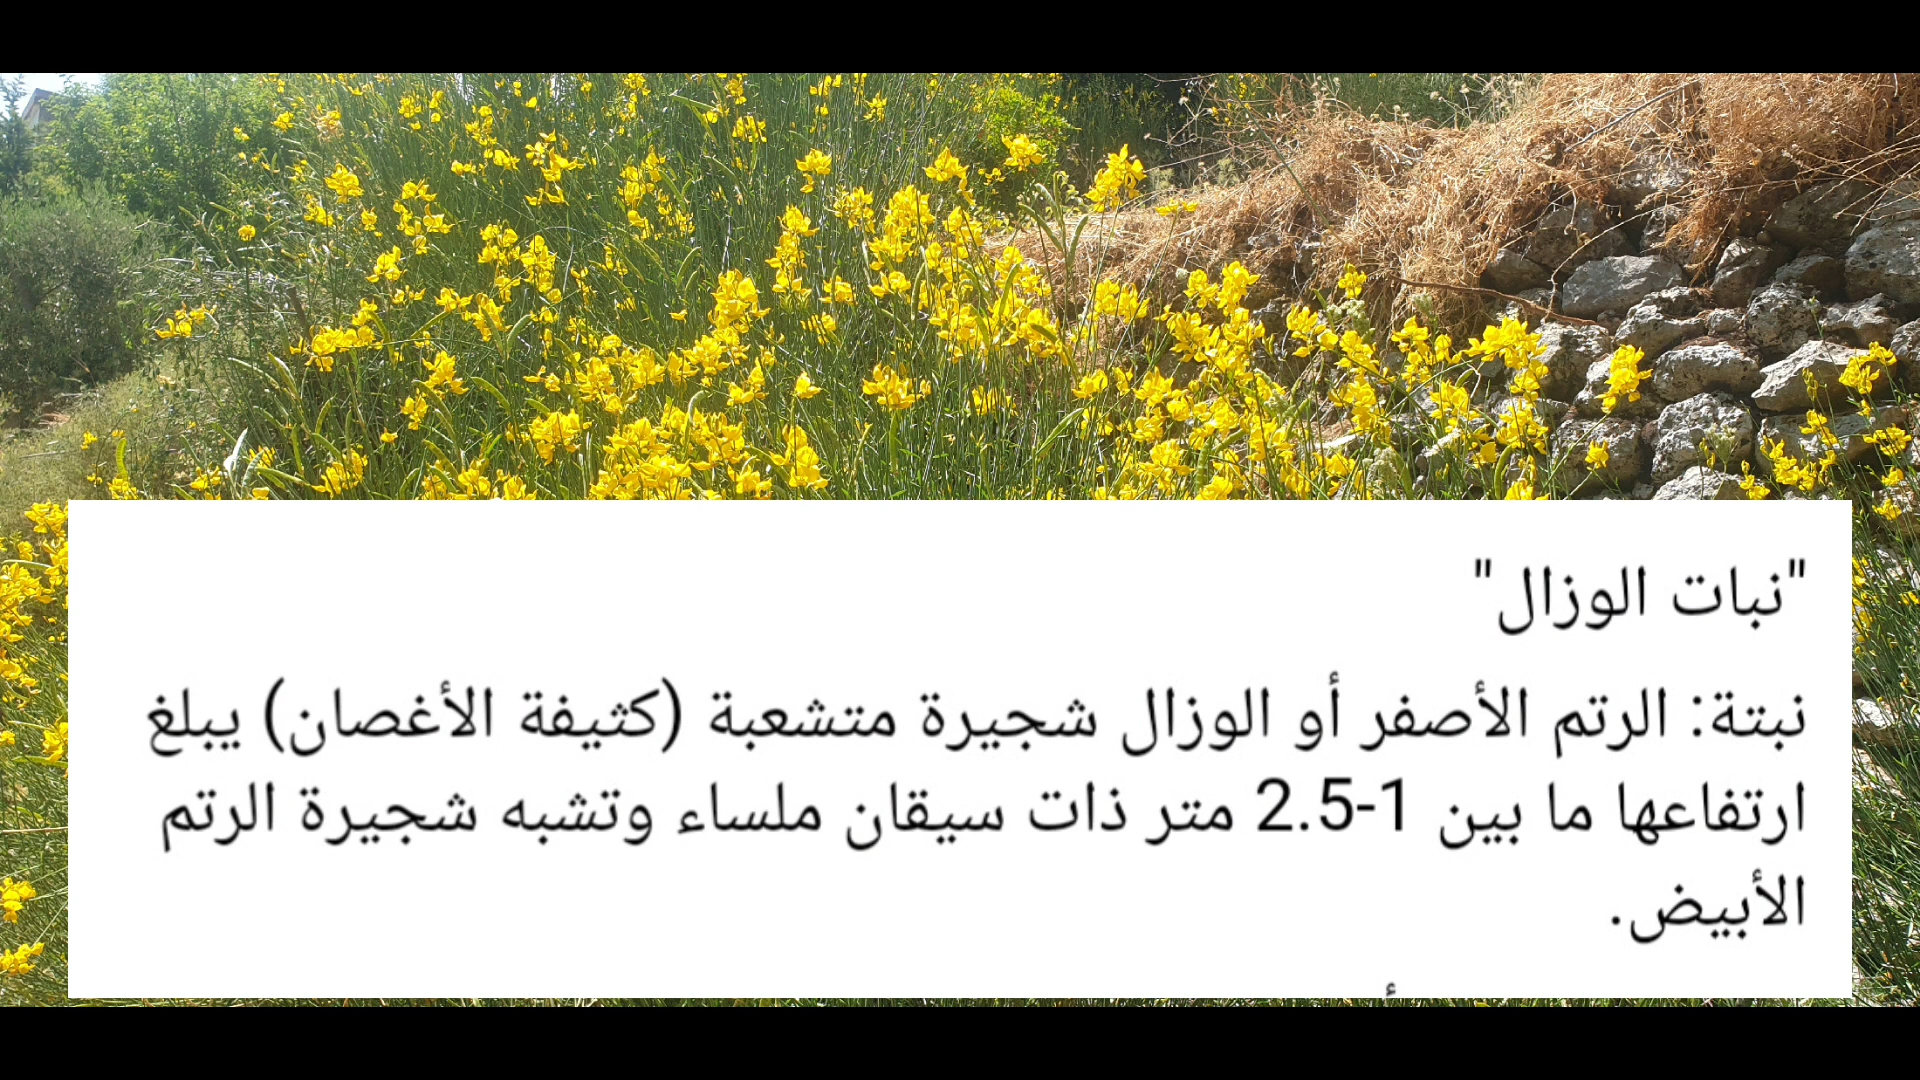 "نبات الوزال"
نبتة: الرتم الأصفر أو الوزال شجيرة متشعبة (كثيفة الأغصان) يبلغ
ارتفاعها ما بين 1-2.5 متر ذات سيقان ملساء وتشبه شجيرة الرتم
الأبيض.